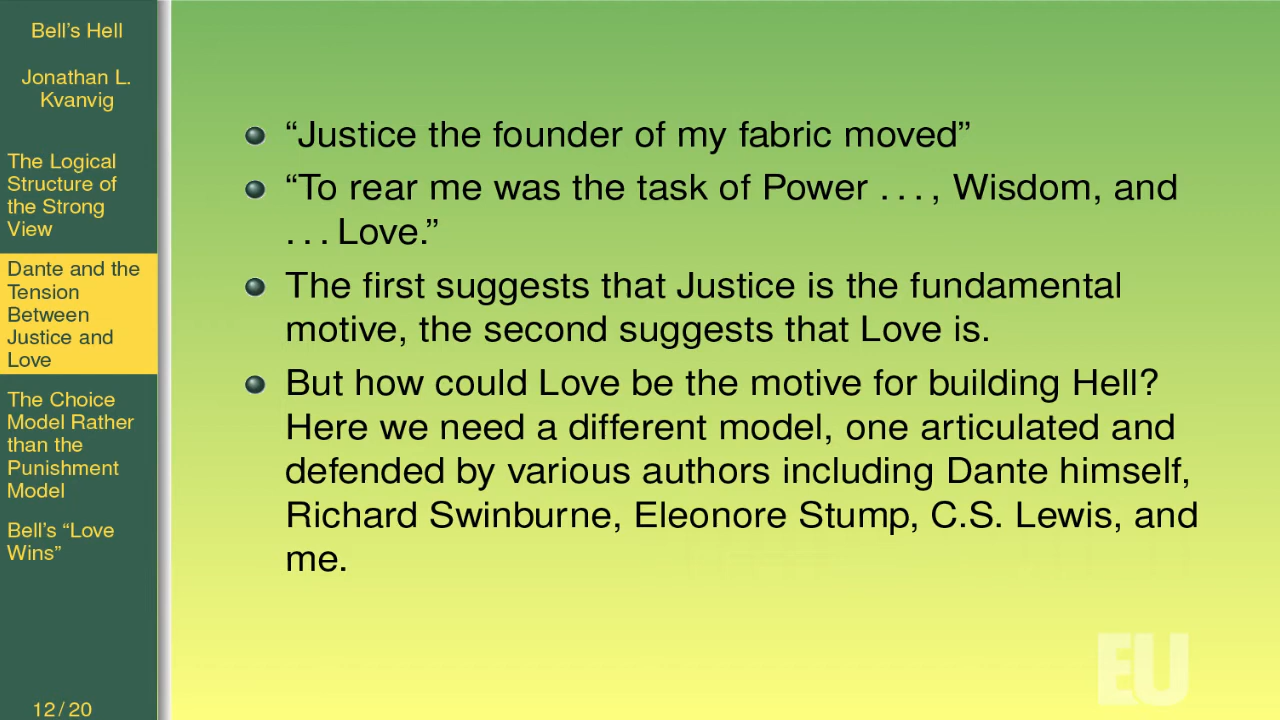 Bell’s Hell
Jonathan L.
Kvanvig
The Logical
Structure of
the Strong
View
Dante and the
Tension
Between
Justice and
Love
The Choice
Model Rather
than the
Punishment
Model
Bell’s “Love
Wins”
12 / 20
“Justice the founder of my fabric moved”
“To rear me was the task of Power . . . , Wisdom, and
. . . Love.”
The first suggests that Justice is the fundamental
motive, the second suggests that Love is.
But how could Love be the motive for building Hell?
Here we need a different model, one articulated and
defended by various authors including Dante himself,
Richard Swinburne, Eleonore Stump, C.S. Lewis, and
me.
EU